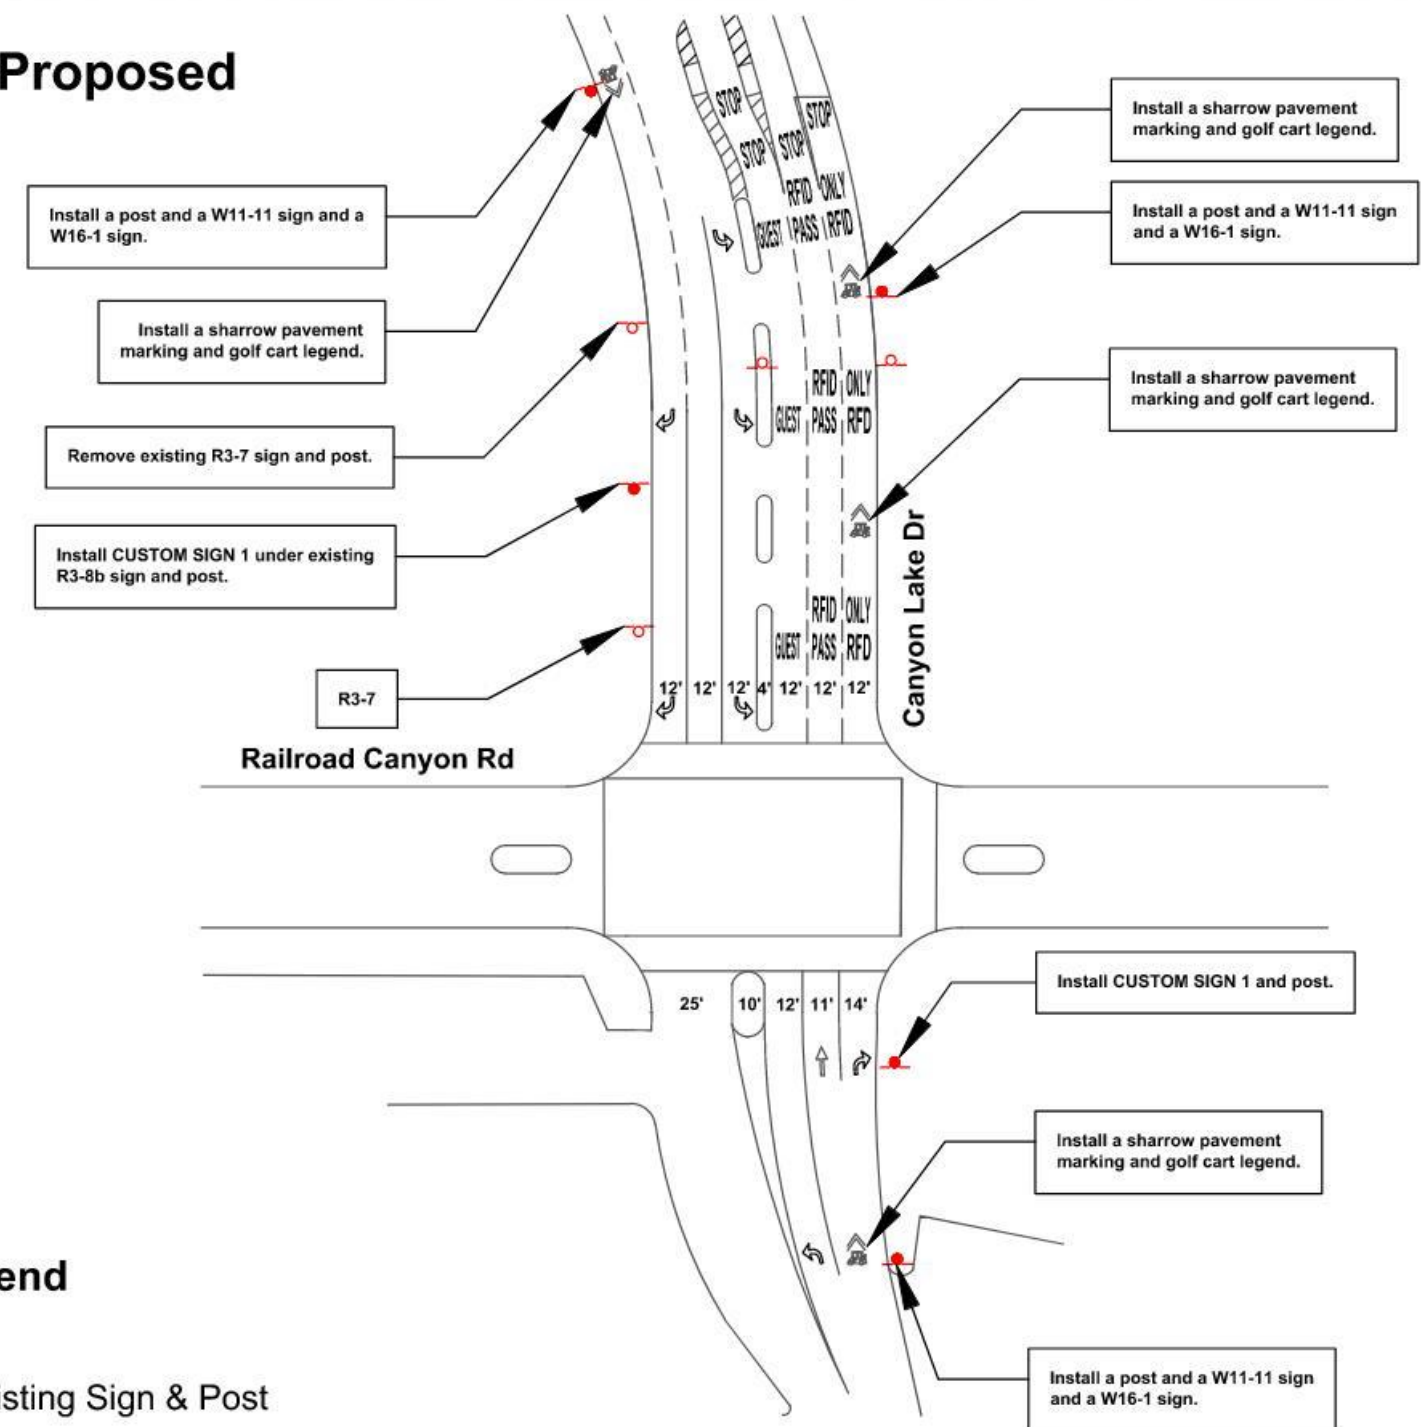 Proposed
Install a post and a W11-11 sign and a
W16-1 sign.
Install a sharrow pavement
marking and golf cart legend.
Remove existing R3-7 sign and post.
Install CUSTOM SIGN 1 under existing
R3-8b sign and post.
R3-7
Railroad Canyon Rd
STOP
STOP
STOP
STOP
RFID ONLY
GUEST PASS RFID
RFID ONLY
GUEST PASS RFD
RFID ONLY
GUEST PASS RFD
12' 12' 12' 4' 12' 12' 12'
Canyon Lake Dr
Install a sharrow pavement
marking and golf cart legend.
Install a post and a W11-11 sign
and a W16-1 sign.
Install a sharrow pavement
marking and golf cart legend.
25' 10' 12' 11' 14'
Install CUSTOM SIGN 1 and post.
Install a sharrow pavement
marking and golf cart legend.
Install a post and a W11-11 sign
and a W16-1 sign.
end
isting Sign & Post